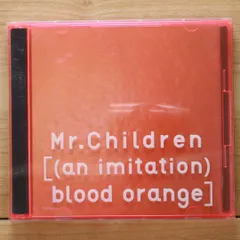 Mr.Children
[(an imitation)
blood orange]